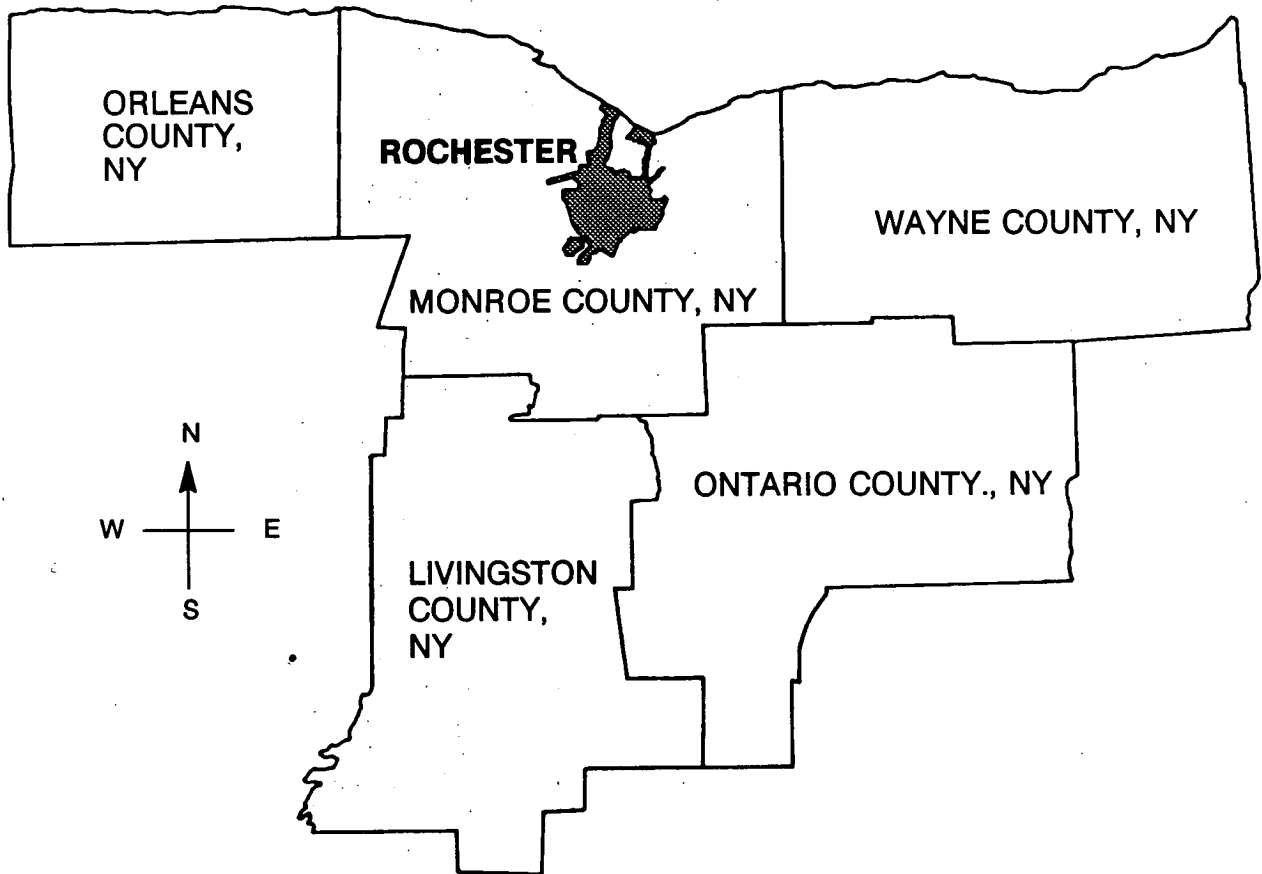 ORLEANS
COUNTY,
NY
ROCHESTER
WAYNE COUNTY, NY
MONROE COUNTY, NY
N
W
E
S
ONTARIO COUNTY., NY
LIVINGSTON
COUNTY,
NY